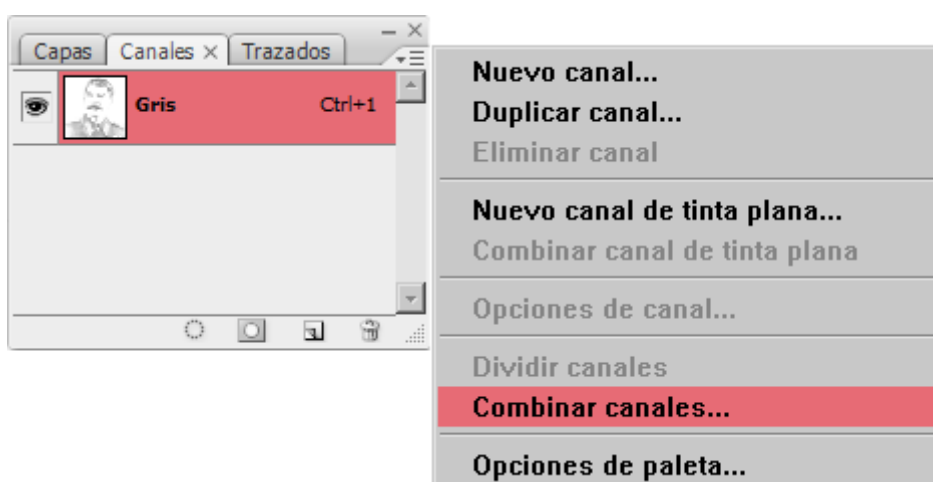 Capas Canales × Trazados
Gris Ctrl+1
Nuevo canal...
Duplicar canal...
Eliminar canal
Nuevo canal de tinta plana...
Combinar canal de tinta plana
Opciones de canal...
Dividir canales
Combinar canales...
Opciones de paleta...